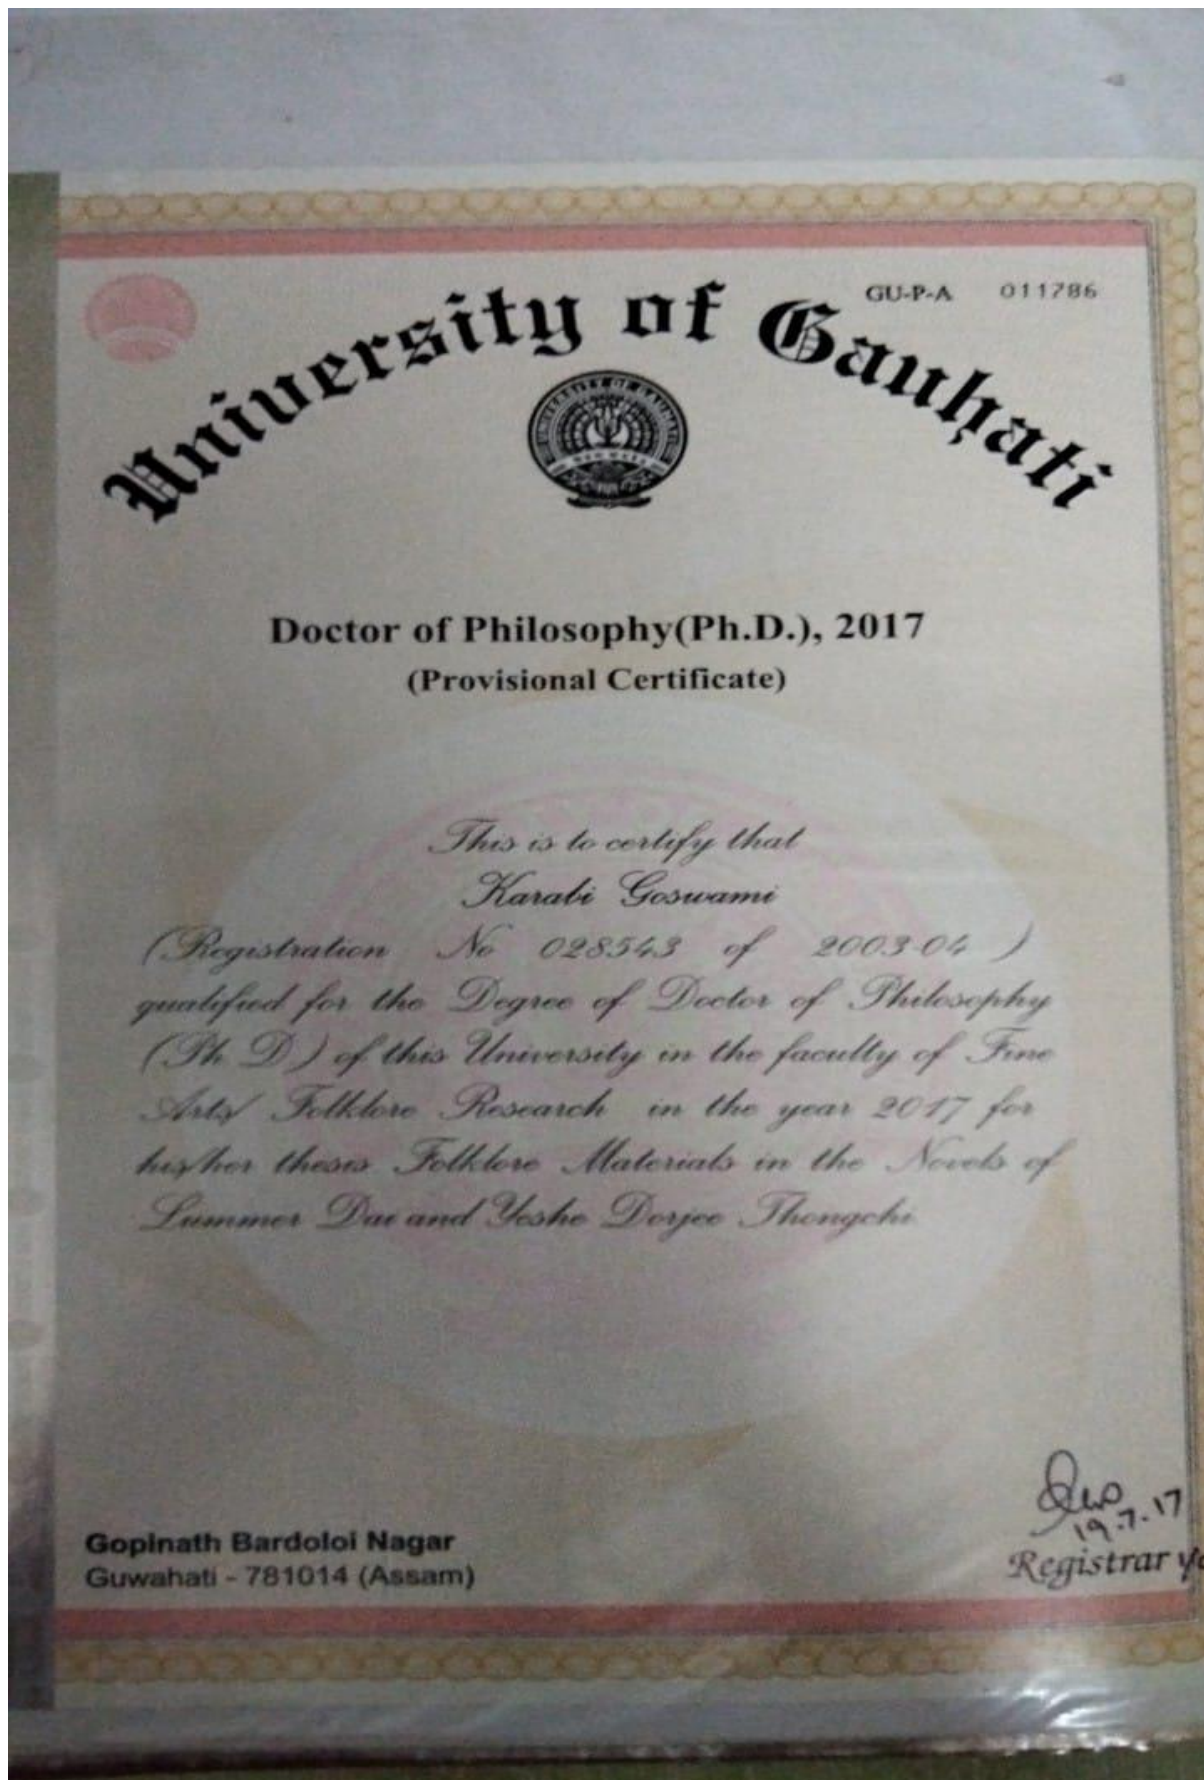 GU-P-A 011786
University of Gauhati
UNIVERSITY OF GAUHATI
Doctor of Philosophy(Ph.D.), 2017
(Provisional Certificate)
This is to certify that
Karabi Goswami
(Registration No 028543 of 2003-04 )
qualified for the Degree of Doctor of Philosophy
(Ph D) of this University in the faculty of Fine
Arts/ Folklore Research in the year 2017 for
his/her thesis Folklore Materials in the Novels of
Lummer Dai and Yeshe Dorjee Thongchi
19.7.17
Registrar
Gopinath Bardoloi Nagar
Guwahati - 781014 (Assam)